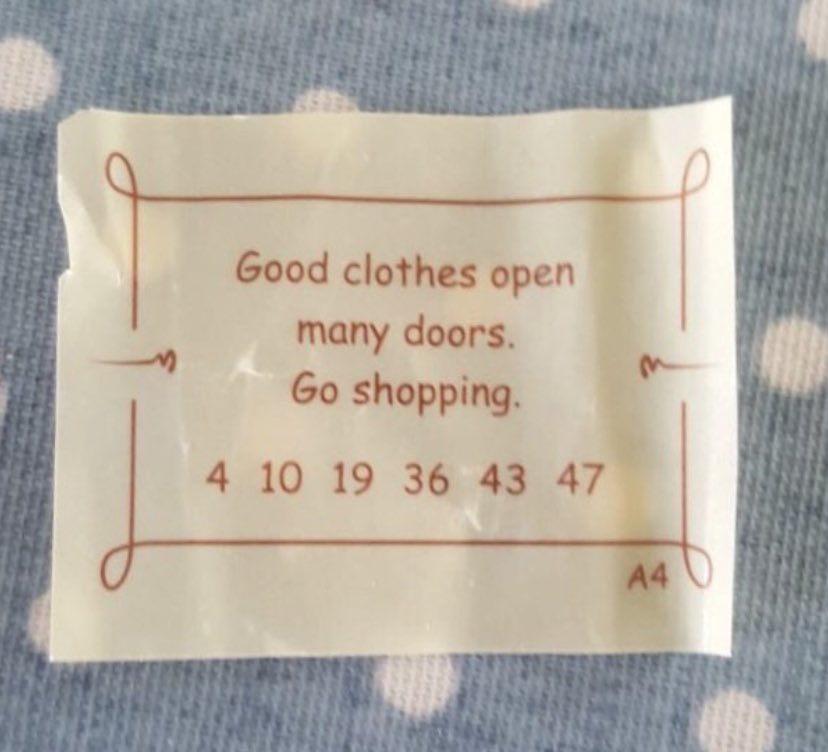 Good clothes open
many doors.
Go shopping.
4 10 19 36 43 47
A4